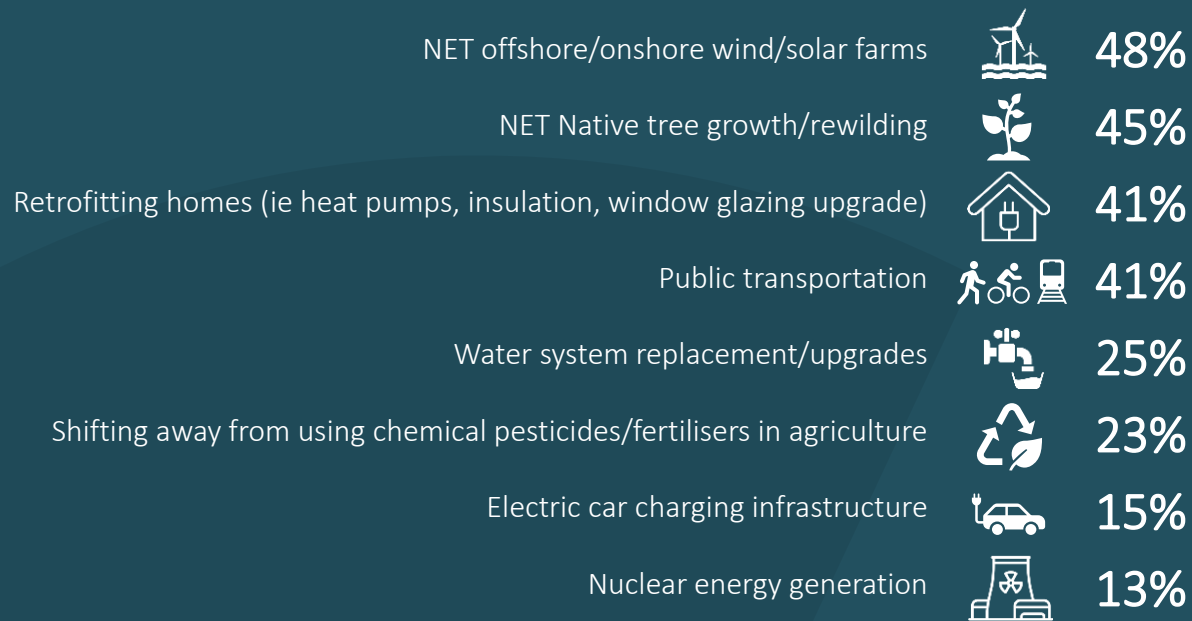 NET offshore/onshore wind/solar farms 48%
NET Native tree growth/rewilding 45%
Retrofitting homes (ie heat pumps, insulation, window glazing upgrade) 41%
Public transportation 41%
Water system replacement/upgrades 25%
Shifting away from using chemical pesticides/fertilisers in agriculture 23%
Electric car charging infrastructure 15%
Nuclear energy generation 13%